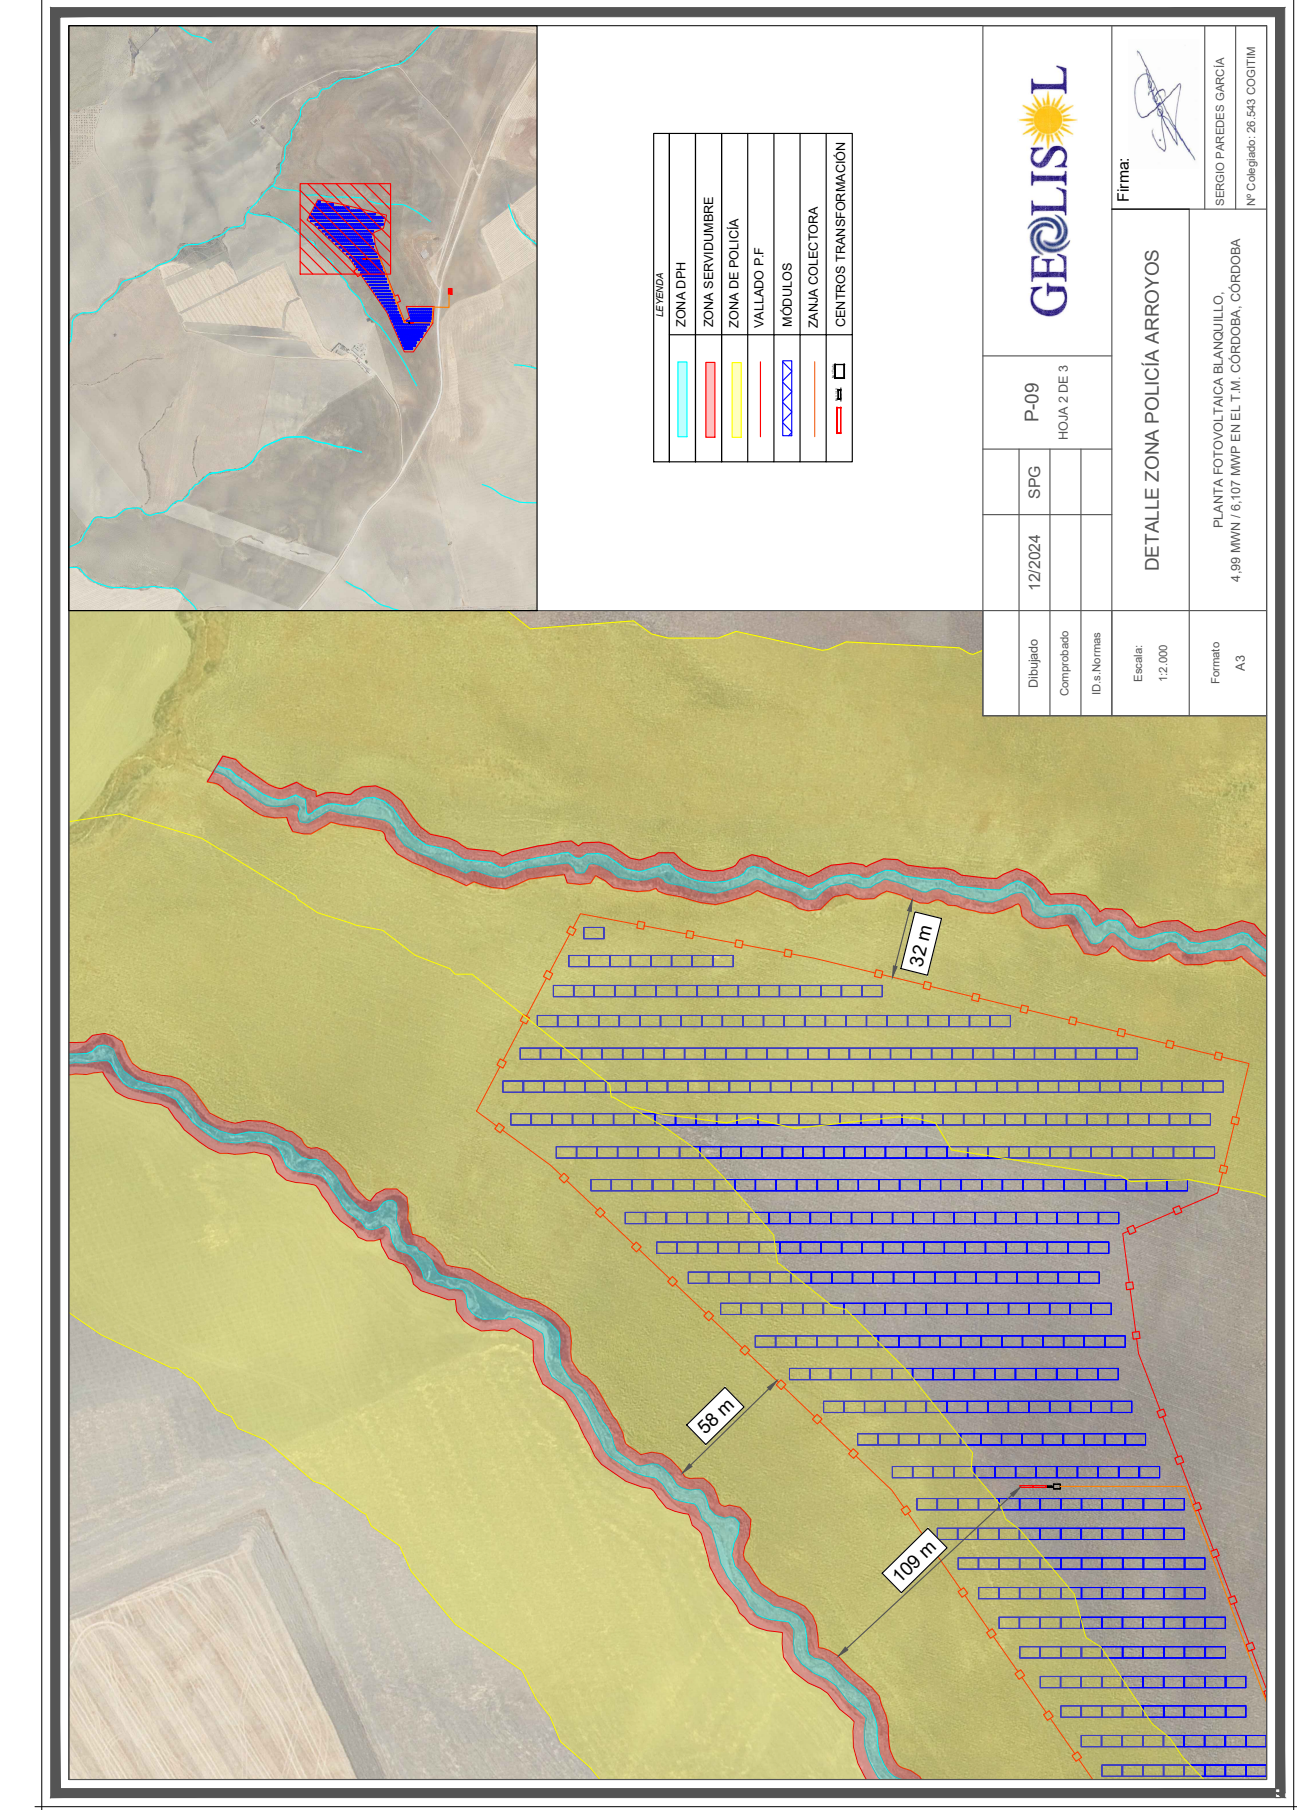 LEYENDA
ZONA DPH
ZONA SERVIDUMBRE
ZONA DE POLICÍA
VALLADO P.F
MÓDULOS
ZANJA COLECTORA
CENTROS TRANSFORMACIÓN
32 m
58 m
109 m
Dibujado
12/2024
SPG
Comprobado
ID.s.Normas
P-09
HOJA 2 DE 3
GEOLISOL
Escala:
1:2.000
DETALLE ZONA POLICÍA ARROYOS
Firma:
Formato
A3
PLANTA FOTOVOLTAICA BLANQUILLO,
4,99 MWN / 6,107 MWP EN EL T.M. CÓRDOBA, CÓRDOBA
SERGIO PAREDES GARCÍA
Nº Colegiado: 26.543 COGITIM